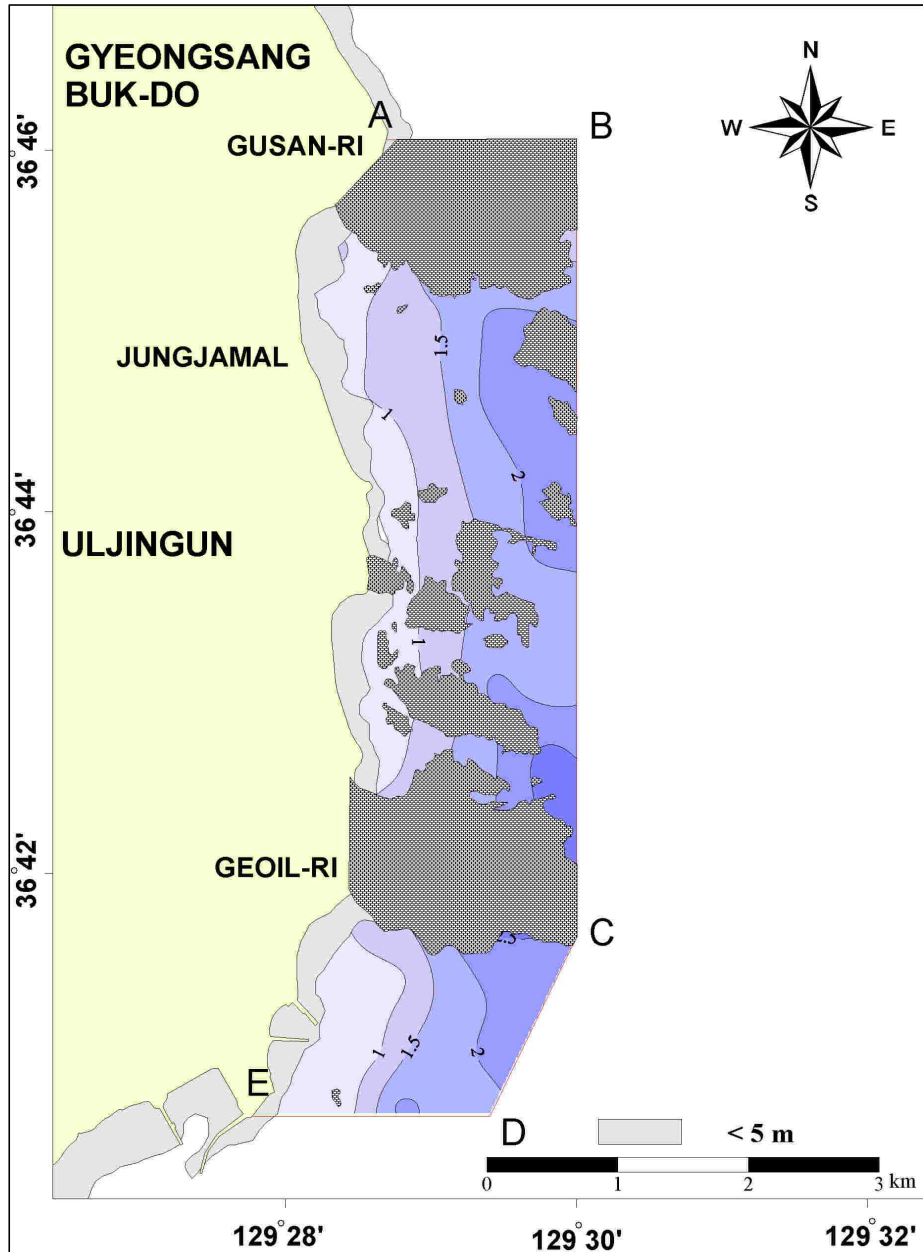 GYEONGSANG
BUK-DO
N
A
B
W
E
GUSAN-RI
S
36°46'
1.5
JUNGJAMAL
1
2
36°44'
ULJINGUN
1
GEOIL-RI
36°42'
C
1
1.5
2
E
D
< 5 m
0
1
2
3 km
129°28'
129°30'
129°32'